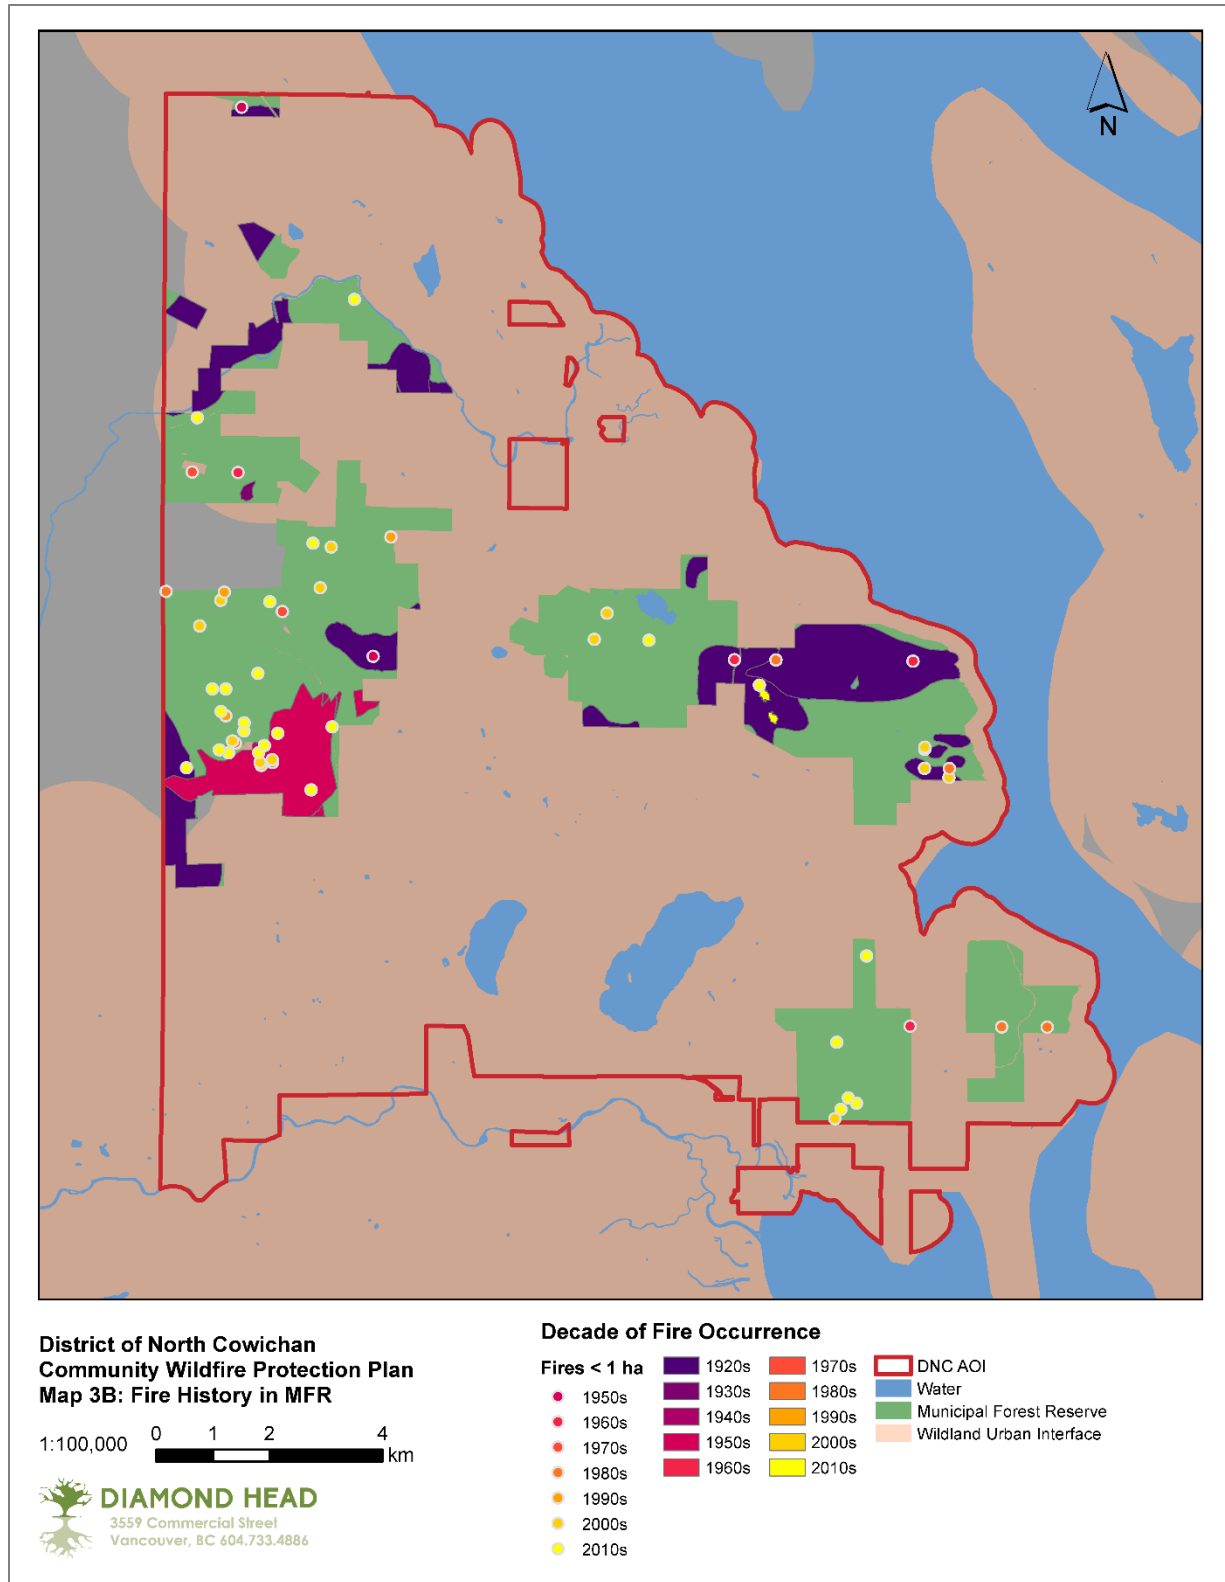 N
District of North Cowichan
Community Wildfire Protection Plan
Map 3B: Fire History in MFR
1:100,000
0 1 2 4
km
DIAMOND HEAD
3559 Commercial Street
Vancouver, BC 604.733.4886
Decade of Fire Occurrence
Fires < 1 ha
1950s
1960s
1970s
1980s
1990s
2000s
2010s
1920s
1930s
1940s
1950s
1960s
1970s
1980s
1990s
2000s
2010s
DNC AOI
Water
Municipal Forest Reserve
Wildland Urban Interface